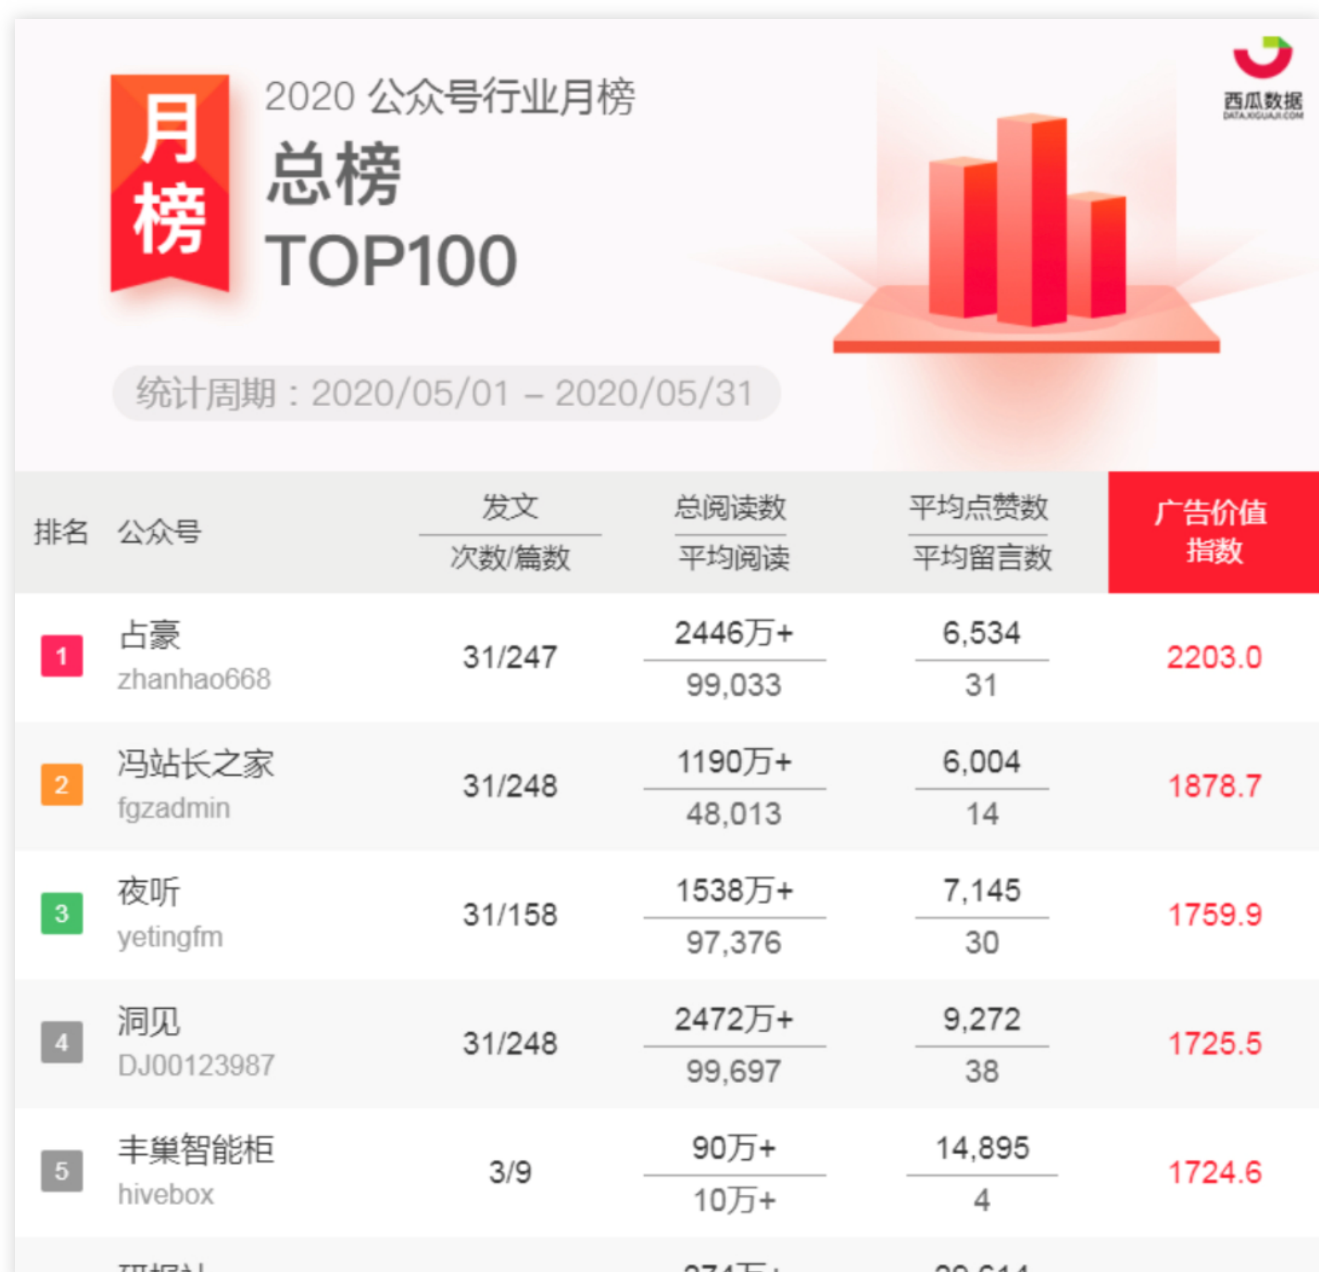 月榜
2020 公众号行业月榜
总榜
TOP100
西瓜数据
DATA.XIGUAJI.COM
统计周期：2020/05/01 – 2020/05/31
排名 公众号 发文 次数/篇数 总阅读数 平均阅读 平均点赞数 平均留言数 广告价值指数
1 占豪 zhanhao668 31/247 2446万+ 99,033 6,534 31 2203.0
2 冯站长之家 fgzadmin 31/248 1190万+ 48,013 6,004 14 1878.7
3 夜听 yetingfm 31/158 1538万+ 97,376 7,145 30 1759.9
4 洞见 DJ00123987 31/248 2472万+ 99,697 9,272 38 1725.5
5 丰巢智能柜 hivebox 3/9 90万+ 10万+ 14,895 4 1724.6